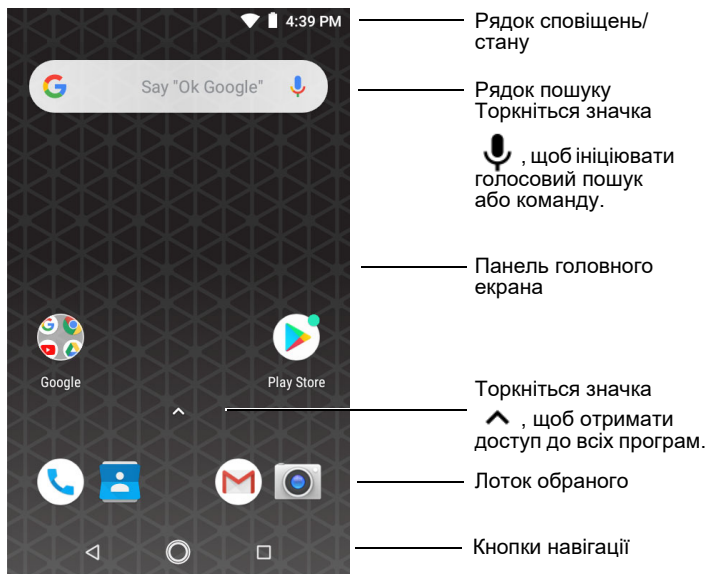 4:39 PM
Say "Ok Google"
Google
Play Store
Рядок сповіщень/
стану
Рядок пошуку
Торкніться значка
, щоб ініціювати
голосовий пошук
або команду.
Панель головного
екрана
Торкніться значка
, щоб отримати
доступ до всіх програм.
Лоток обраного
Кнопки навігації